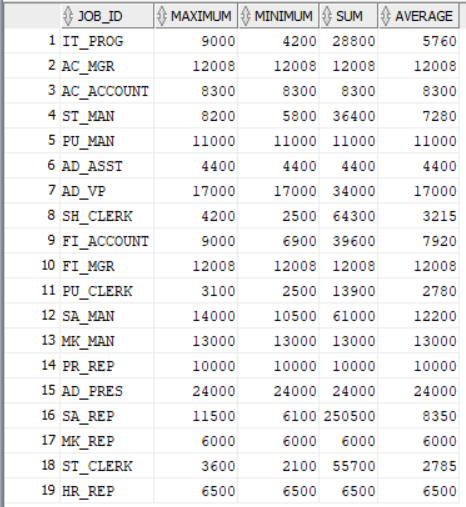 JOB_ID MAXIMUM MINIMUM SUM AVERAGE
1 IT_PROG 9000 4200 28800 5760
2 AC_MGR 12008 12008 12008 12008
3 AC_ACCOUNT 8300 8300 8300 8300
4 ST_MAN 8200 5800 36400 7280
5 PU_MAN 11000 11000 11000 11000
6 AD_ASST 4400 4400 4400 4400
7 AD_VP 17000 17000 34000 17000
8 SH_CLERK 4200 2500 64300 3215
9 FI_ACCOUNT 9000 6900 39600 7920
10 FI_MGR 12008 12008 12008 12008
11 PU_CLERK 3100 2500 13900 2780
12 SA_MAN 14000 10500 61000 12200
13 MK_MAN 13000 13000 13000 13000
14 PR_REP 10000 10000 10000 10000
15 AD_PRES 24000 24000 24000 24000
16 SA_REP 11500 6100 250500 8350
17 MK_REP 6000 6000 6000 6000
18 ST_CLERK 3600 2100 55700 2785
19 HR_REP 6500 6500 6500 6500